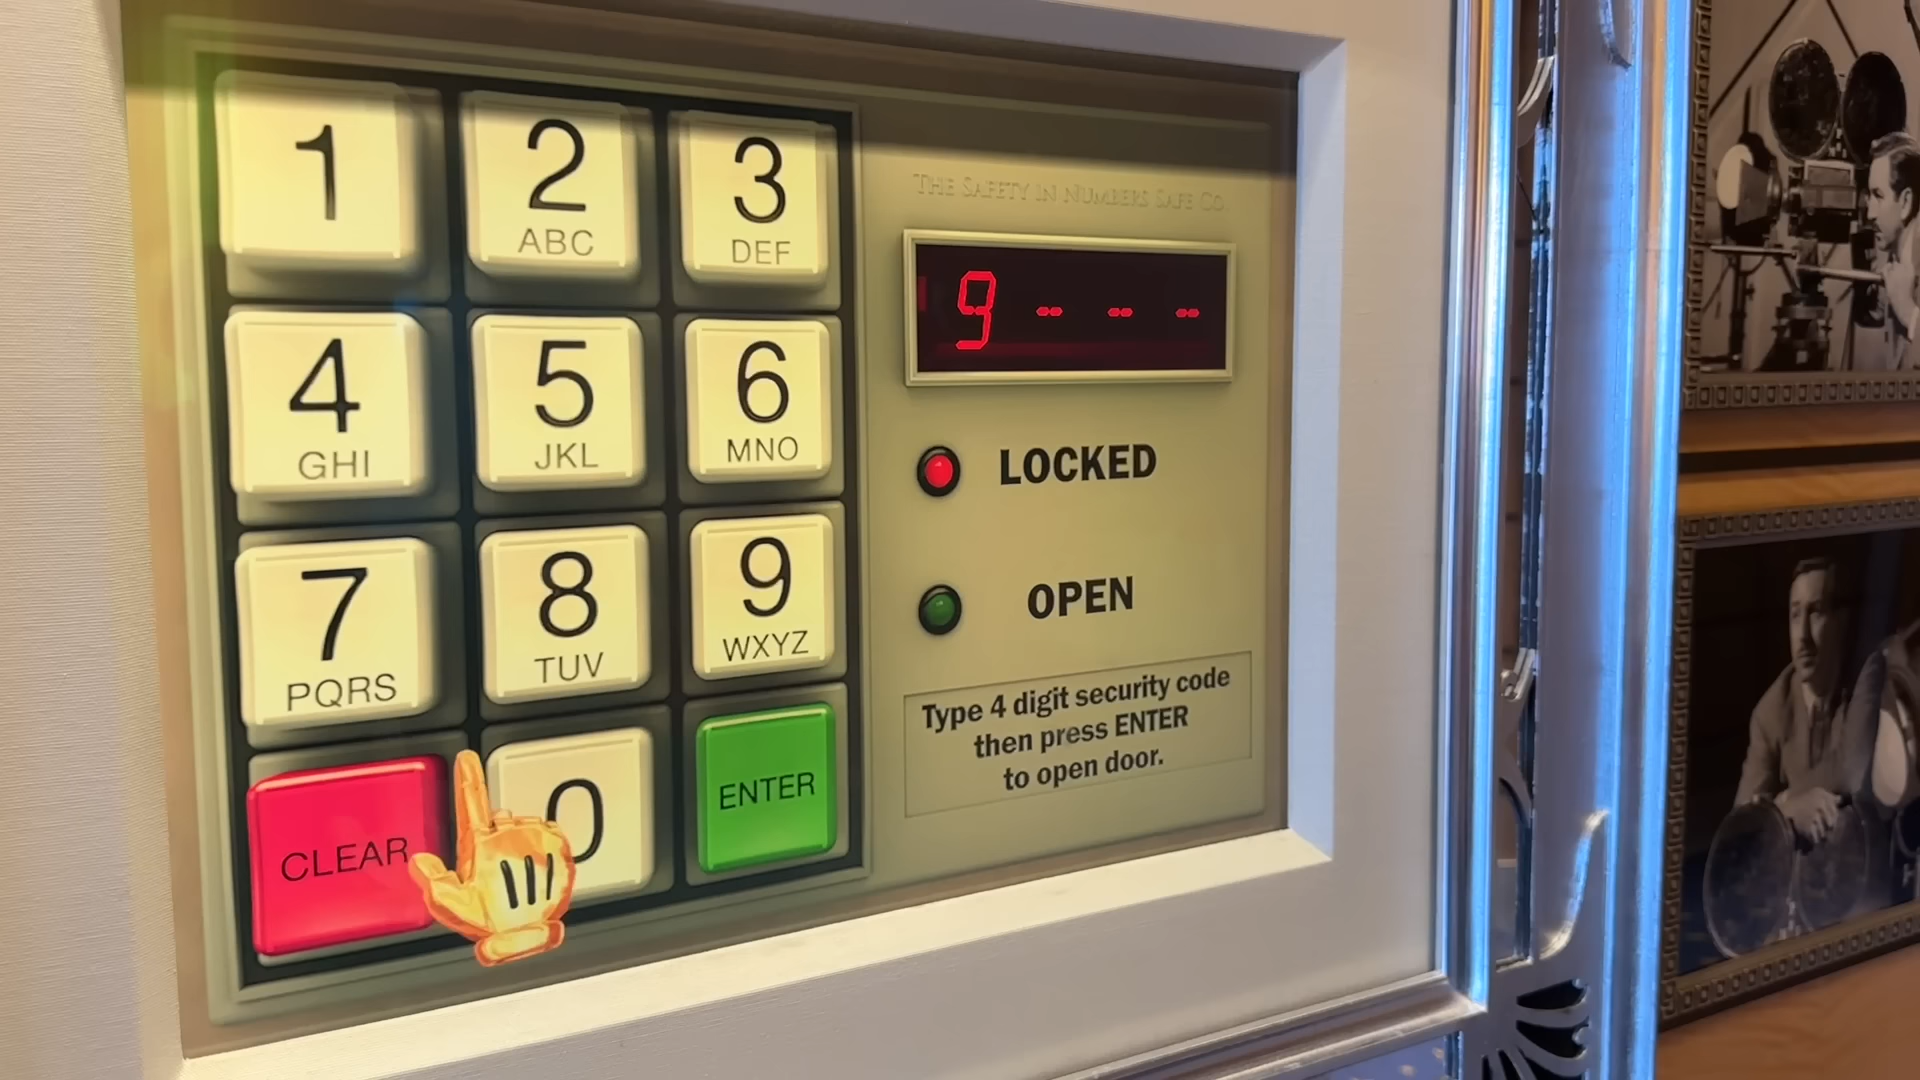 1
2
ABC
3
DEF
4
GHI
5
JKL
6
MNO
7
PQRS
8
TUV
9
WXYZ
CLEAR
0
ENTER
THE SAFETY IN NUMBERS SAFE CO.
9 - - -
LOCKED
OPEN
Type 4 digit security code
then press ENTER
to open door.